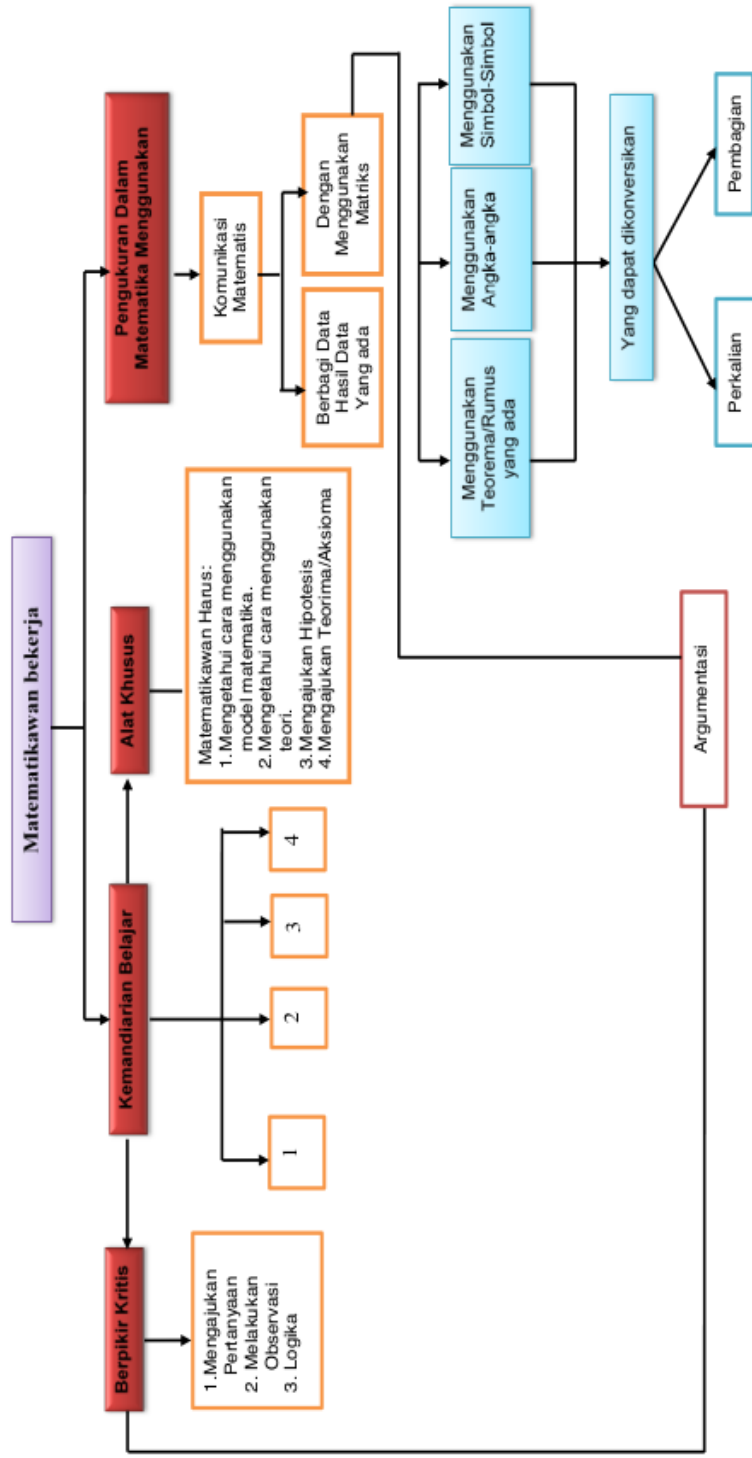 Matematikawan bekerja
Berpikir Kritis
Kemandiarian Belajar
Alat Khusus
Pengukuran Dalam
Matematika Menggunakan
1.Mengajukan
Pertanyaan
2. Melakukan
Observasi
3. Logika
1
2
3
4
Matematikawan Harus:
1.Mengetahui cara menggunakan
model matematika.
2.Mengetahui cara menggunakan
teori.
3.Mengajukan Hipotesis
4.Mengajukan Teorima/Aksioma
Komunikasi
Matematis
Berbagi Data
Hasil Data
Yang ada
Dengan
Menggunakan
Matriks
Menggunakan
Teorema/Rumus
yang ada
Menggunakan
Angka-angka
Menggunakan
Simbol-Simbol
Yang dapat dikonversikan
Perkalian
Pembagian
Argumentasi